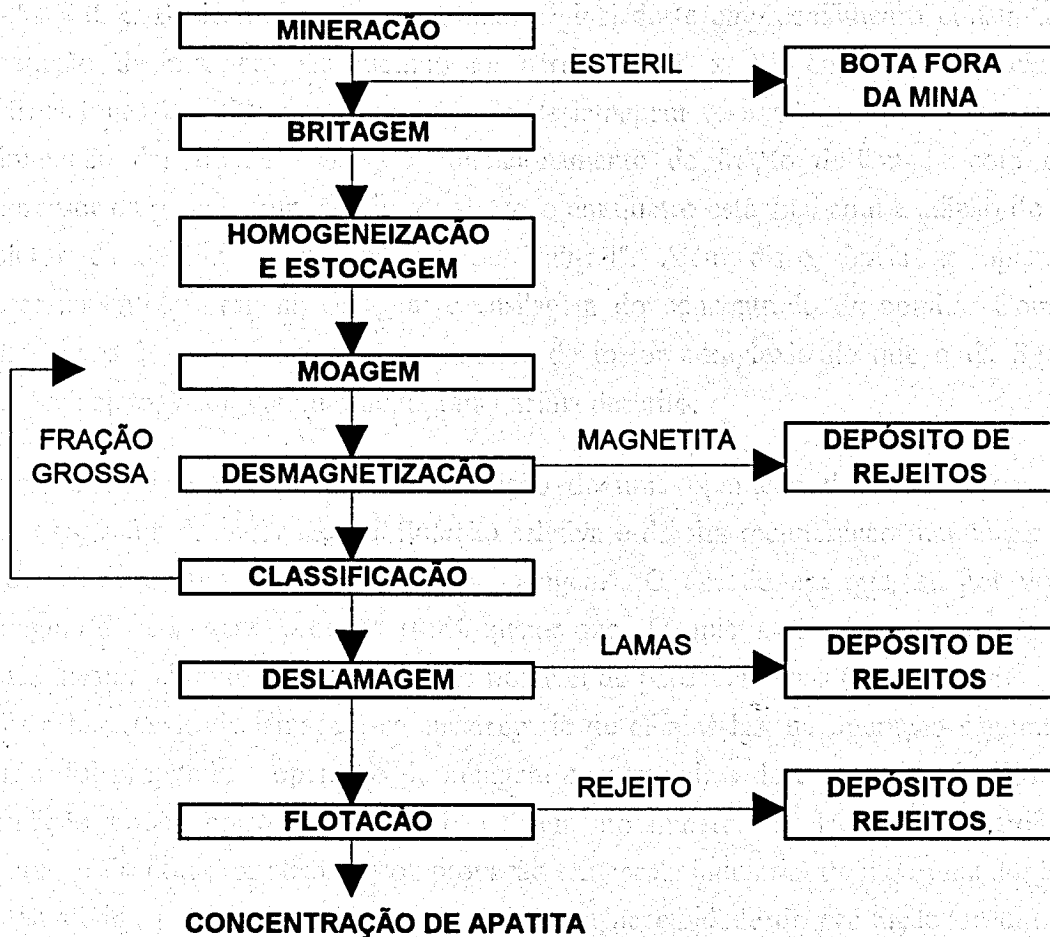 MINERACÃO
ESTERIL
BOTA FORA
DA MINA
BRITAGEM
HOMOGENEIZACÃO
E ESTOCAGEM
MOAGEM
FRAÇÃO
GROSSA
DESMAGNETIZACÃO
MAGNETITA
DEPÓSITO DE
REJEITOS
CLASSIFICACÃO
DESLAMAGEM
LAMAS
DEPÓSITO DE
REJEITOS
FLOTACÃO
REJEITO
DEPÓSITO DE
REJEITOS
CONCENTRAÇÃO DE APATITA